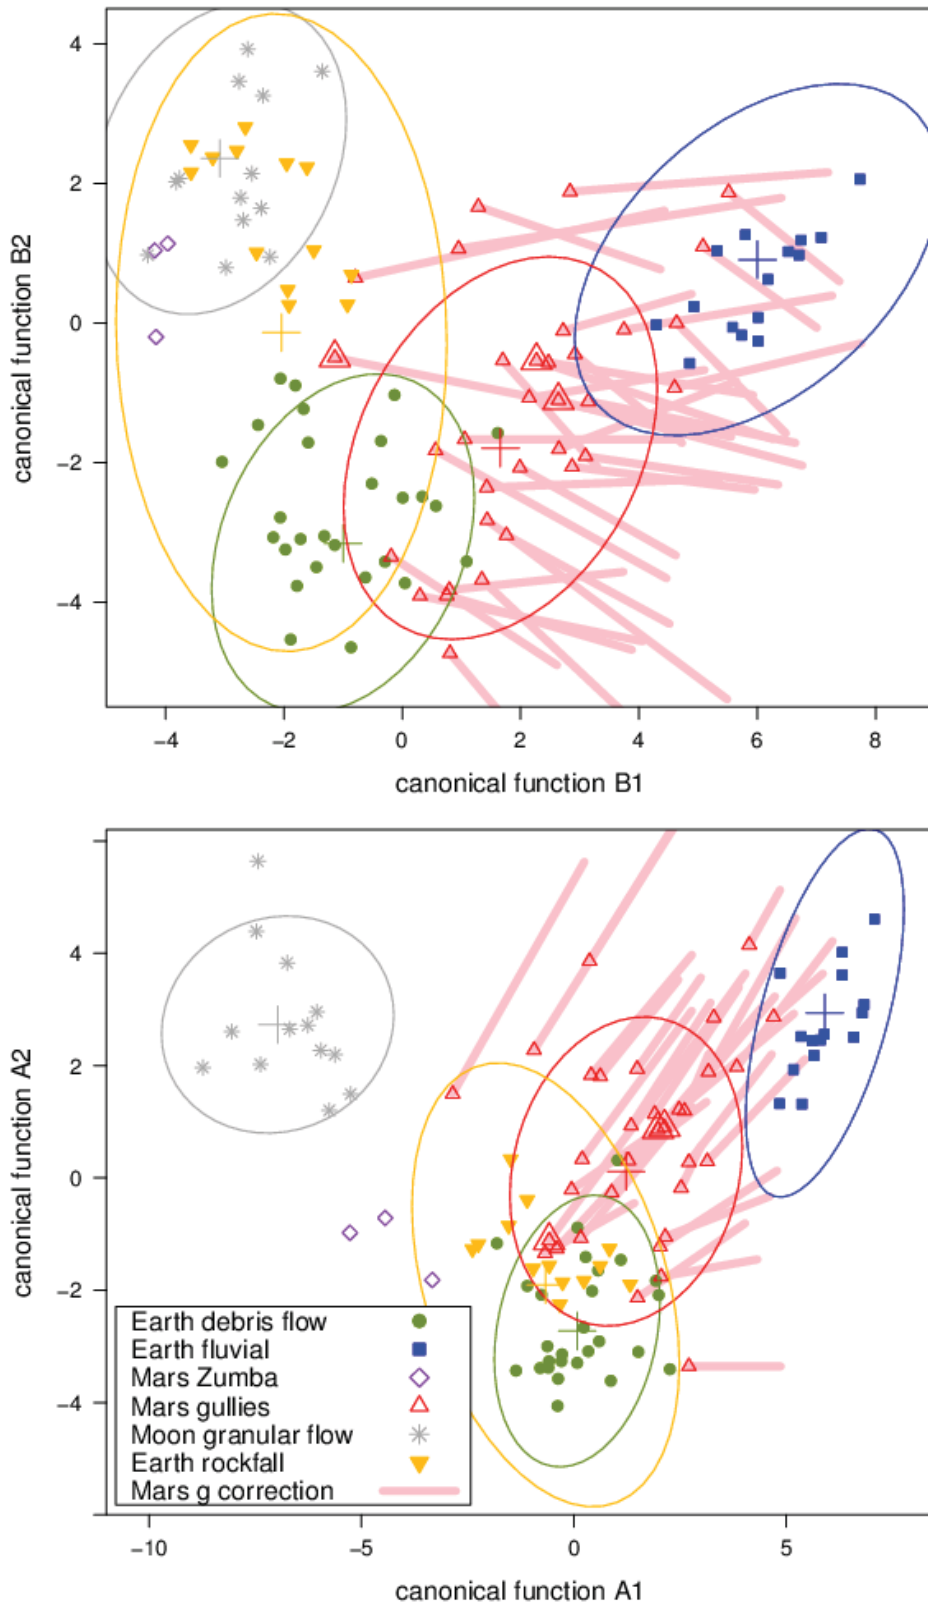 4
2
0
−2
−4
canonical function B2
−4
−2
0
2
4
6
8
canonical function B1
4
2
0
−2
−4
canonical function A2
Earth debris flow
Earth fluvial
Mars Zumba
Mars gullies
Moon granular flow
Earth rockfall
Mars g correction
−10
−5
0
5
canonical function A1